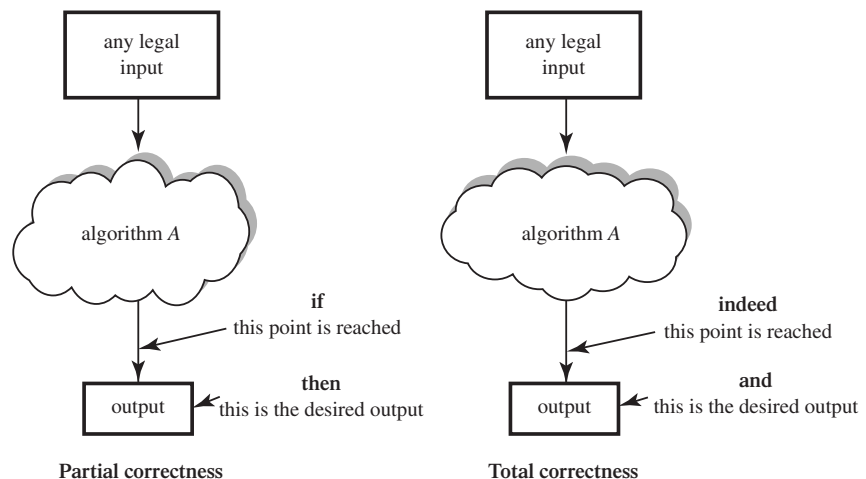 any legal
input
algorithm A
if
this point is reached
then
output
this is the desired output
Partial correctness
any legal
input
algorithm A
indeed
this point is reached
and
output
this is the desired output
Total correctness